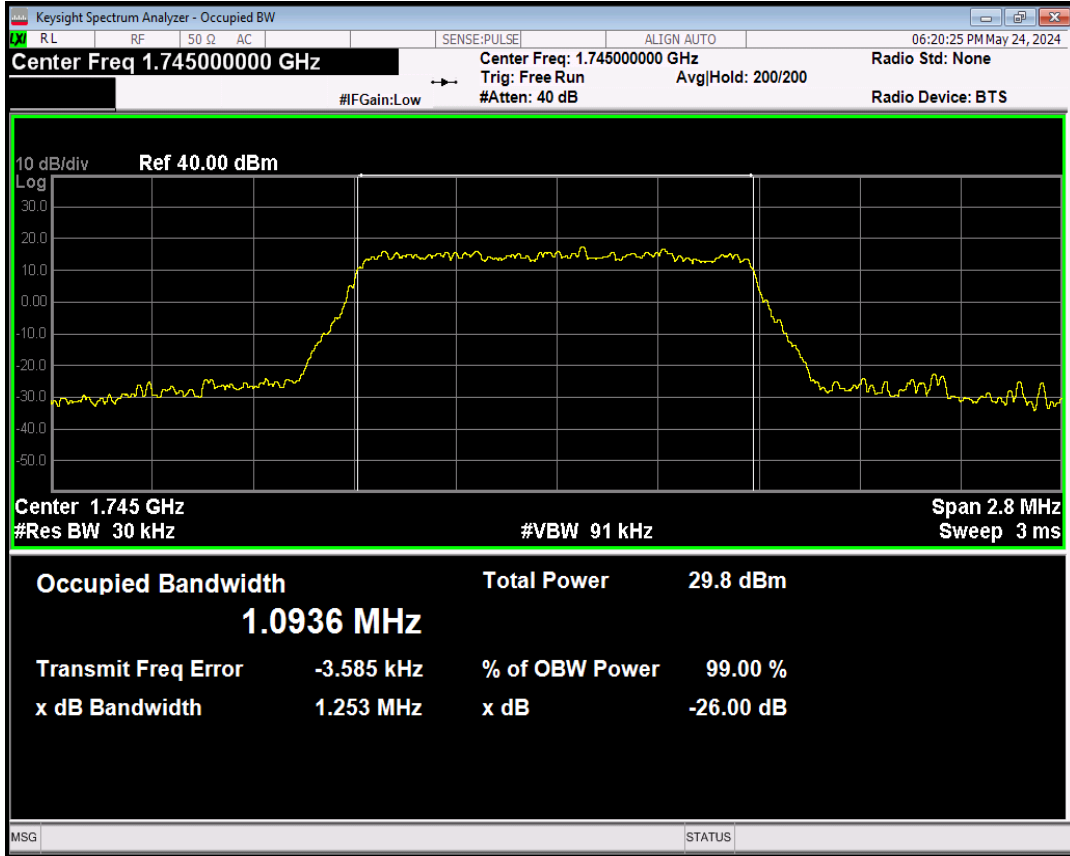 Keysight Spectrum Analyzer - Occupied BW
LXI RL RF 50 Ω AC SENSE:PULSE ALIGN AUTO 06:20:25 PM May 24, 2024
Center Freq 1.745000000 GHz Center Freq: 1.745000000 GHz Radio Std: None
Trig: Free Run Avg|Hold: 200/200
#IFGain:Low #Atten: 40 dB Radio Device: BTS
10 dB/div Ref 40.00 dBm
Log
30.0
20.0
10.0
0.00
-10.0
-20.0
-30.0
-40.0
-50.0
Center 1.745 GHz Span 2.8 MHz
#Res BW 30 kHz #VBW 91 kHz Sweep 3 ms
Occupied Bandwidth Total Power 29.8 dBm
1.0936 MHz
Transmit Freq Error -3.585 kHz % of OBW Power 99.00 %
x dB Bandwidth 1.253 MHz x dB -26.00 dB
MSG STATUS